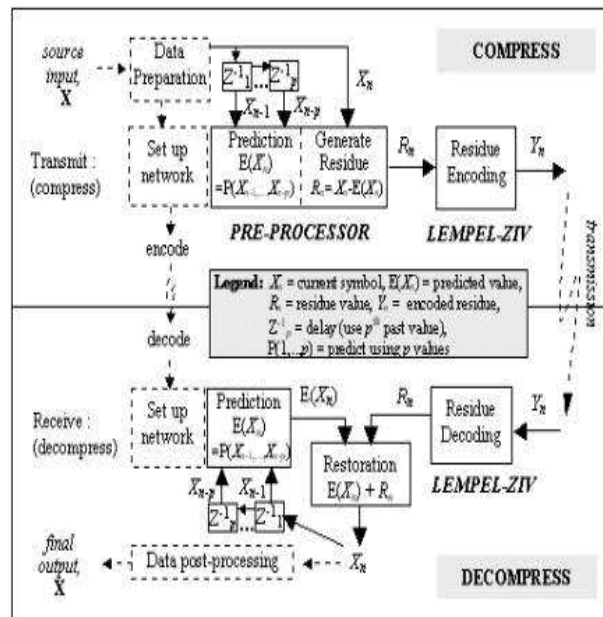 source
input,
X
Data
Preparation
COMPRESS
Z⁻¹₁ ... Z⁻¹ₚ
Xₙ
Xₙ₋₁ Xₙ₋ₚ
Transmit :
(compress)
Set up
network
Prediction
E(Xₙ)
=P(Xₙ₋₁,...Xₙ₋ₚ)
Generate
Residue
Rₙ = Xₙ-E(Xₙ)
Rₙ
Residue
Encoding
Yₙ
PRE-PROCESSOR
LEMPEL-ZIV
encode
transmission
Legend: Xₙ = current symbol, E(Xₙ) = predicted value,
Rₙ = residue value, Yₙ = encoded residue,
Z⁻¹ₚ = delay (use pᵗʰ past value),
P(1,...p) = predict using p values
decode
Receive :
(decompress)
Set up
network
Prediction
E(Xₙ)
=P(Xₙ₋₁,...Xₙ₋ₚ)
E(Xₙ)
Rₙ
Residue
Decoding
Yₙ
Restoration
E(Xₙ) + Rₙ
LEMPEL-ZIV
Xₙ₋ₚ Xₙ₋₁
Z⁻¹ₚ ... Z⁻¹₁
final
output,
X
Data post-processing
Xₙ
DECOMPRESS